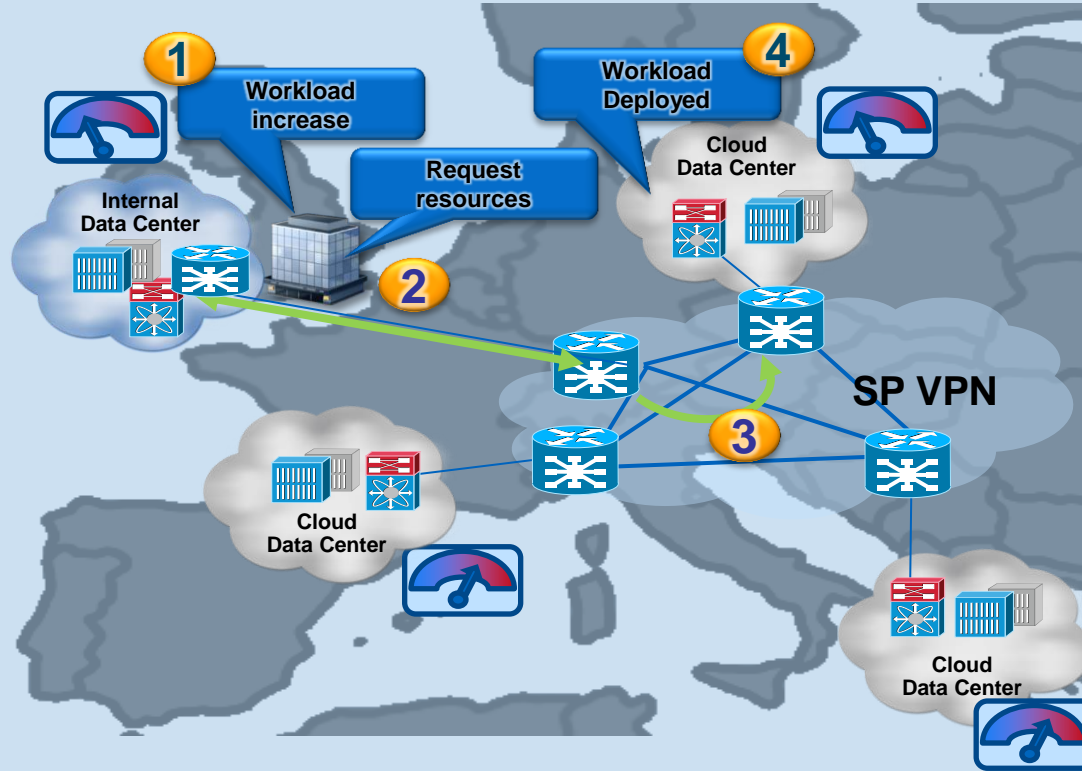 1
Workload
increase
4
Workload
Deployed
Request
resources
2
Internal
Data Center
Cloud
Data Center
SP VPN
3
Cloud
Data Center
Cloud
Data Center